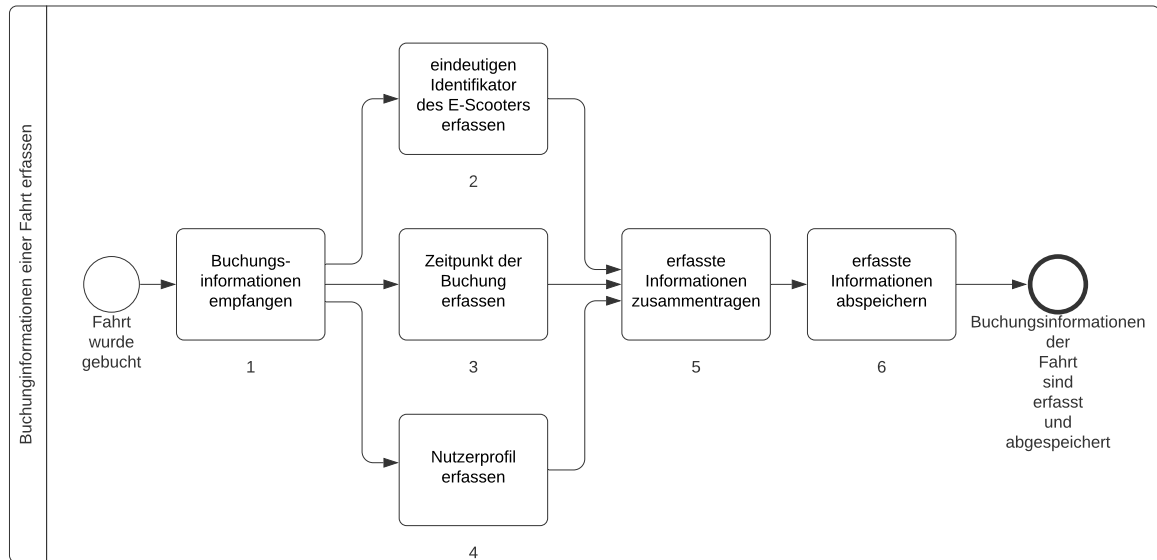 Buchunginformationen einer Fahrt erfassen
Fahrt
wurde
gebucht
Buchungs-
informationen
empfangen
1
eindeutigen
Identifikator
des E-Scooters
erfassen
2
Zeitpunkt der
Buchung
erfassen
3
Nutzerprofil
erfassen
4
erfasste
Informationen
zusammentragen
5
erfasste
Informationen
abspeichern
6
Buchungsinformationen
der
Fahrt
sind
erfasst
und
abgespeichert